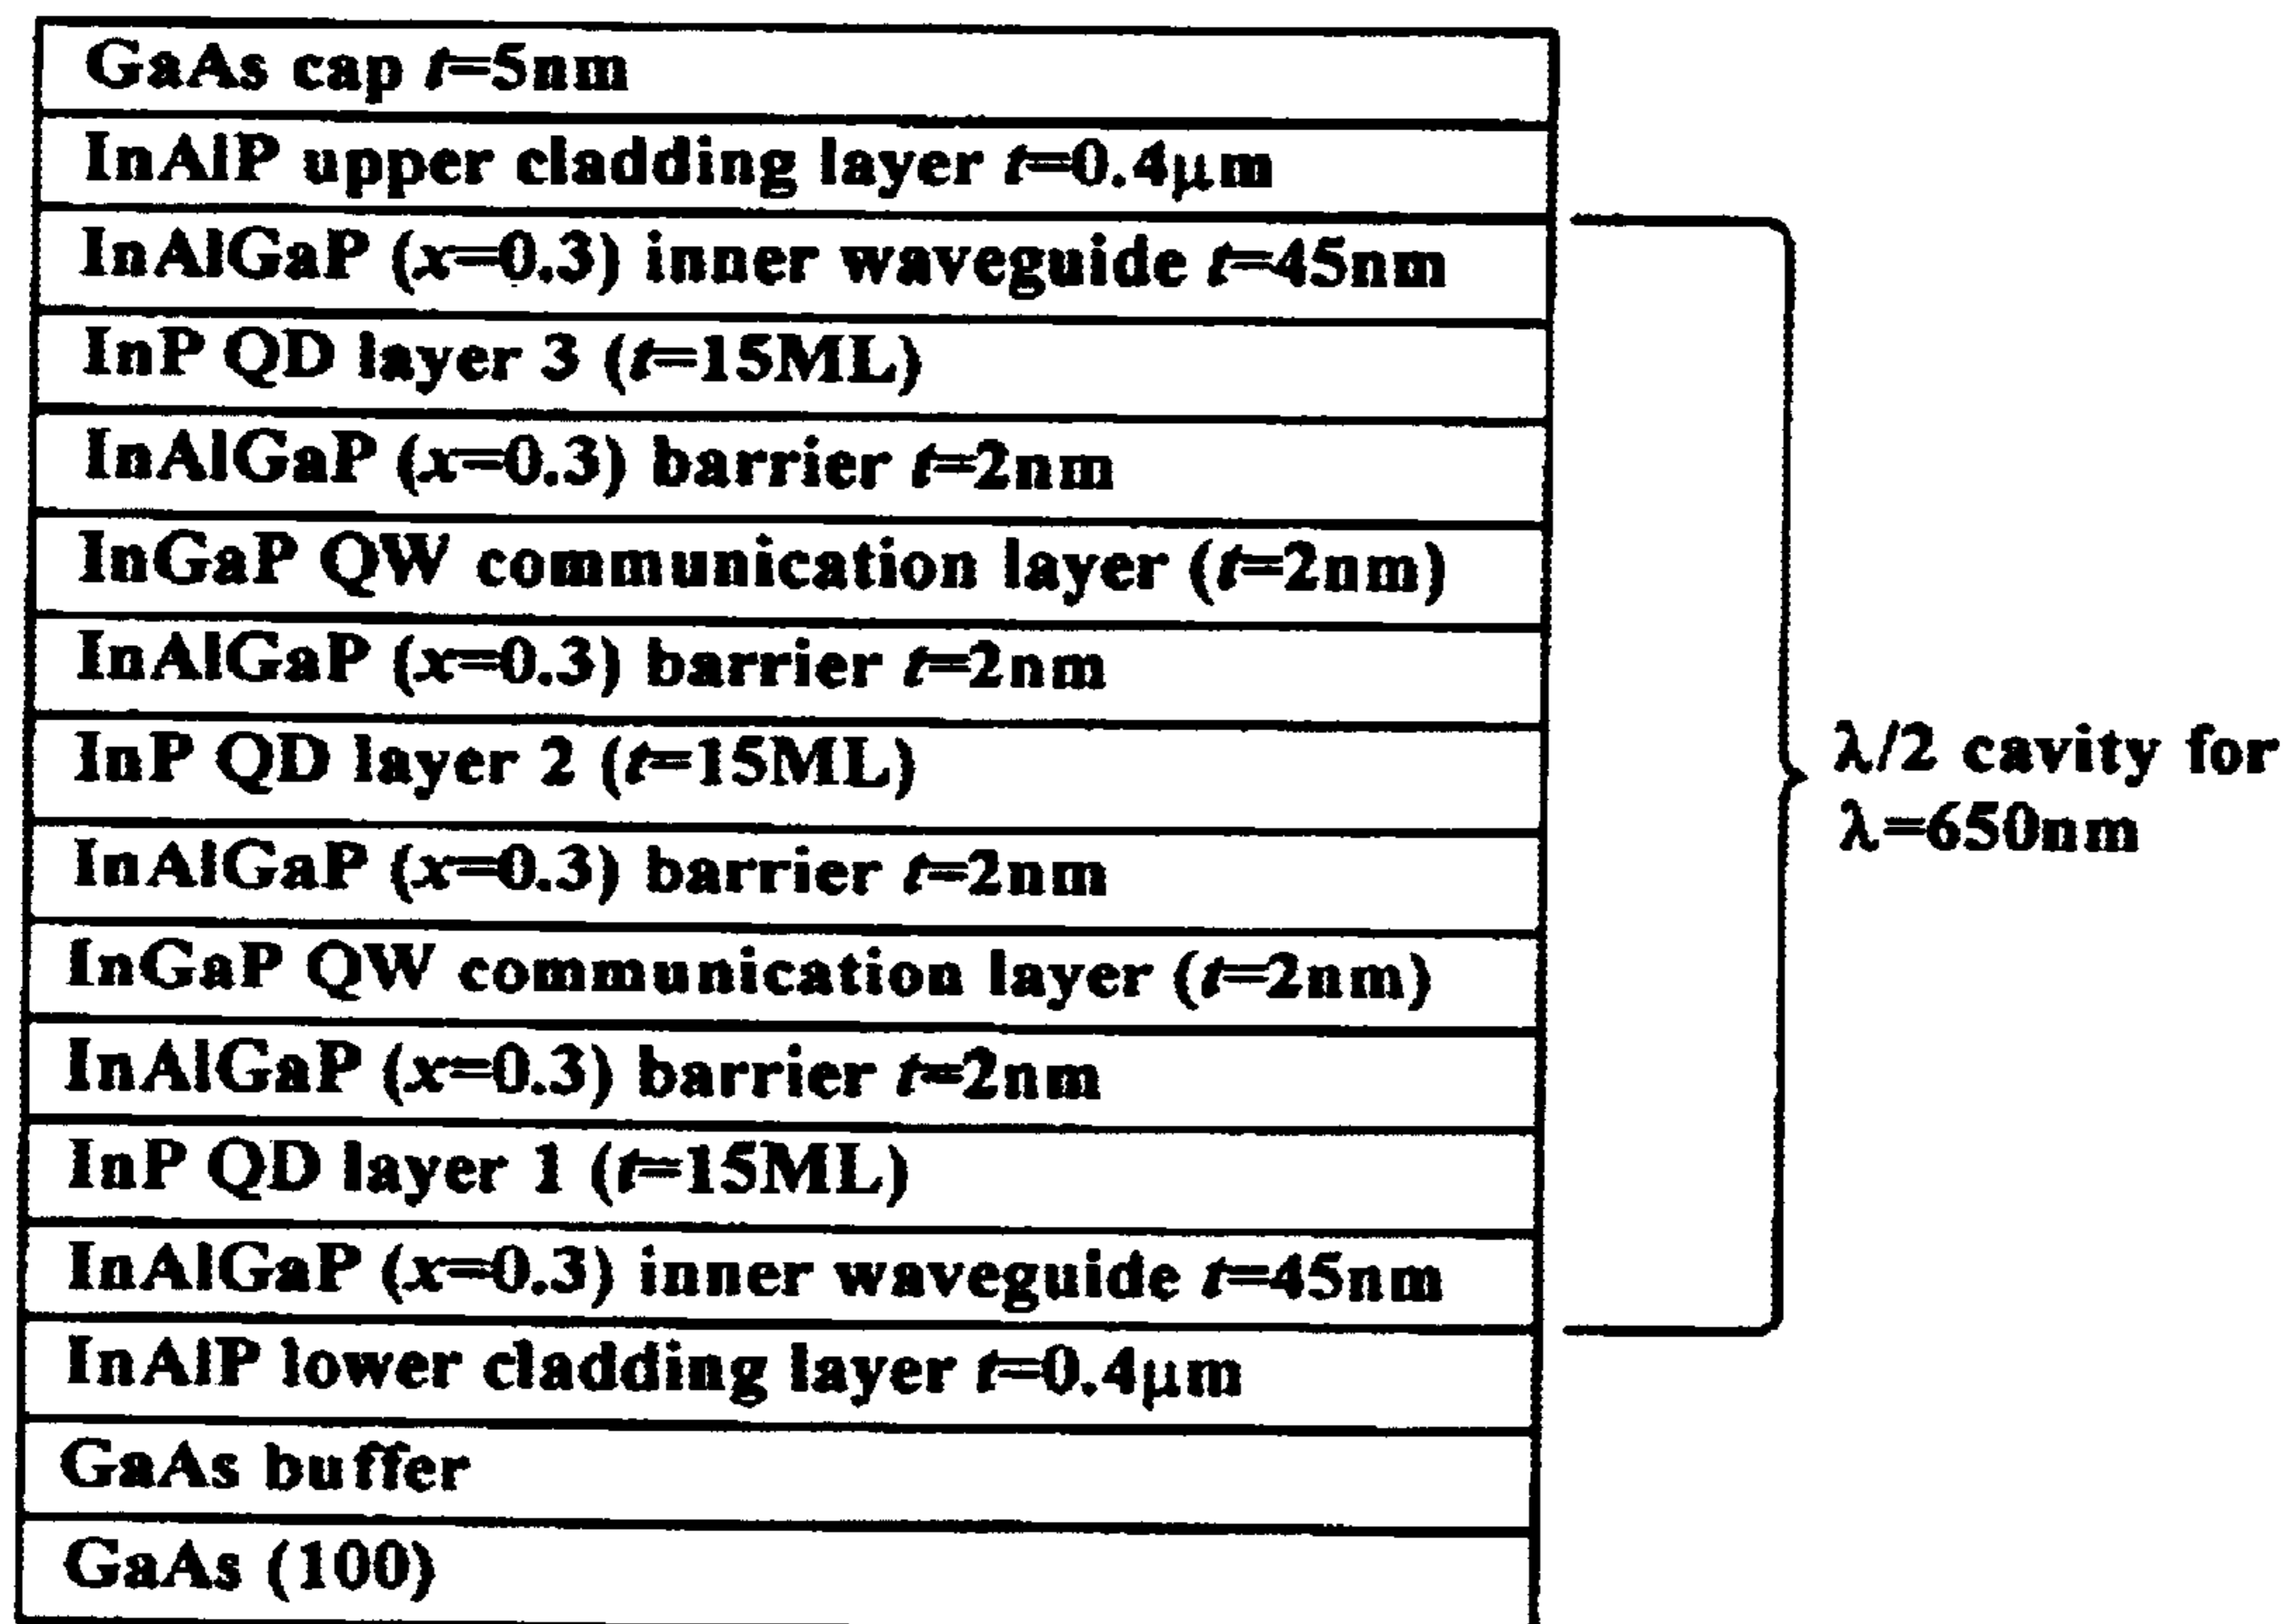 GaAs cap t=5nm
InAlP upper cladding layer t=0.4μm
InAlGaP (x=0.3) inner waveguide t=45nm
InP QD layer 3 (t=15ML)
InAlGaP (x=0.3) barrier t=2nm
InGaP QW communication layer (t=2nm)
InAlGaP (x=0.3) barrier t=2nm
InP QD layer 2 (t=15ML)
InAlGaP (x=0.3) barrier t=2nm
InGaP QW communication layer (t=2nm)
InAlGaP (x=0.3) barrier t=2nm
InP QD layer 1 (t=15ML)
InAlGaP (x=0.3) inner waveguide t=45nm
InAlP lower cladding layer t=0.4μm
GaAs buffer
GaAs (100)
λ/2 cavity for
λ=650nm